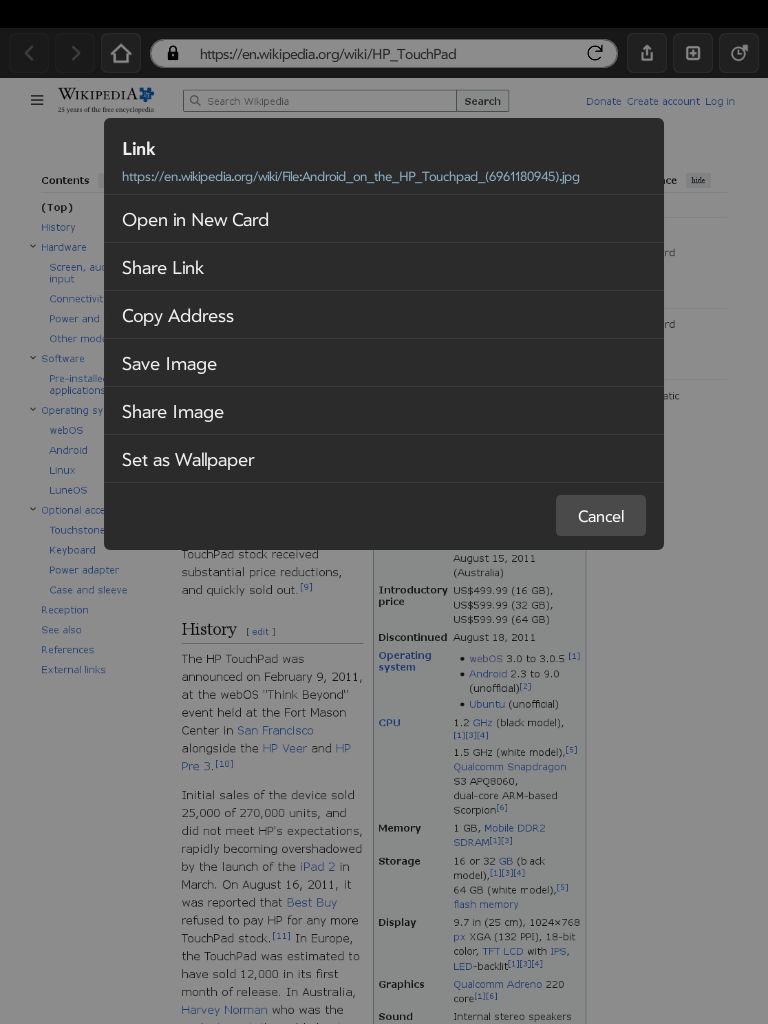 https://en.wikipedia.org/wiki/HP_TouchPad
WIKIPEDIA
25 years of the free encyclopedia
Search Wikipedia
Search
Donate Create account Log in
Link
https://en.wikipedia.org/wiki/File:Android_on_the_HP_Touchpad_(6961180945).jpg
Open in New Card
Share Link
Copy Address
Save Image
Share Image
Set as Wallpaper
Cancel
Contents
hide
(Top)
History
Hardware
Screen,
input
Power and
Other
Software
applications
Operating
webOS
Android
Linux
LuneOS
Optional
Keyboard
Power adapter
Case and sleeve
Reception
See also
References
External links
TouchPad stock received
substantial price reductions,
and quickly sold out.[9]
History [ edit ]
The HP TouchPad was
announced on February 9, 2011,
at the webOS "Think Beyond"
event held at the Fort Mason
Center in San Francisco
alongside the HP Veer and HP
Pre 3.[10]
Initial sales of the device sold
25,000 of 270,000 units, and
did not meet HP's expectations,
rapidly becoming overshadowed
by the launch of the iPad 2 in
March. On August 16, 2011, it
was reported that Best Buy
refused to pay HP for any more
TouchPad stock.[11] In Europe,
the TouchPad was estimated to
have sold 12,000 in its first
month of release. In Australia,
Harvey Norman who was the
August 15, 2011
(Australia)
Introductory price
US$499.99 (16 GB),
US$599.99 (32 GB),
US$599.99 (64 GB)
Discontinued August 18, 2011
Operating system
• webOS 3.0 to 3.0.5 [1]
• Android 2.3 to 9.0
(unofficial)[2]
• Ubuntu (unofficial)
CPU 1.2 GHz (black model),
[1][3][4]
1.5 GHz (white model),[5]
Qualcomm Snapdragon
S3 APQ8060,
dual-core ARM-based
Scorpion[6]
Memory 1 GB, Mobile DDR2
SDRAM[1][3]
Storage 16 or 32 GB (black
model),[1][3][4]
64 GB (white model),[5]
flash memory
Display 9.7 in (25 cm), 1024×768
px XGA (132 PPI), 18-bit
color, TFT LCD with IPS,
LED-backlit[1][3][4]
Graphics Qualcomm Adreno 220
core[1][6]
Sound Internal stereo speakers